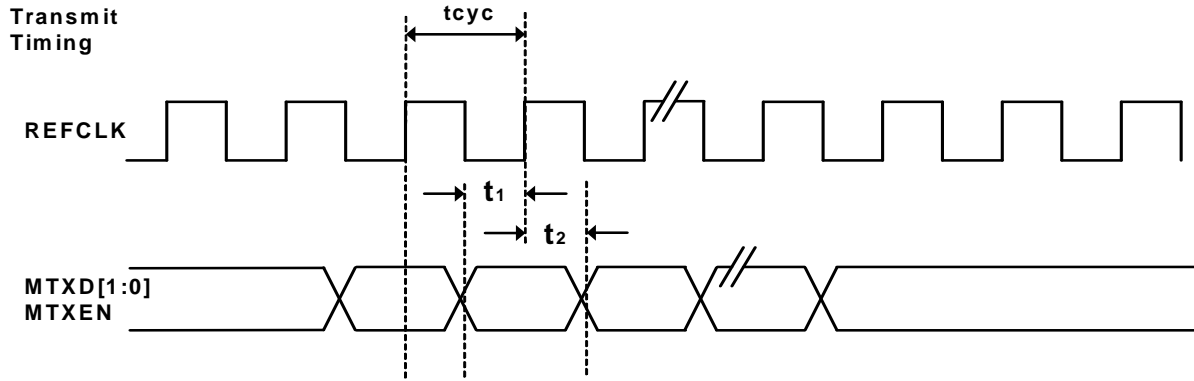 Transmit
Timing
tcyc
REFCLK
t1
t2
MTXD[1:0]
MTXEN